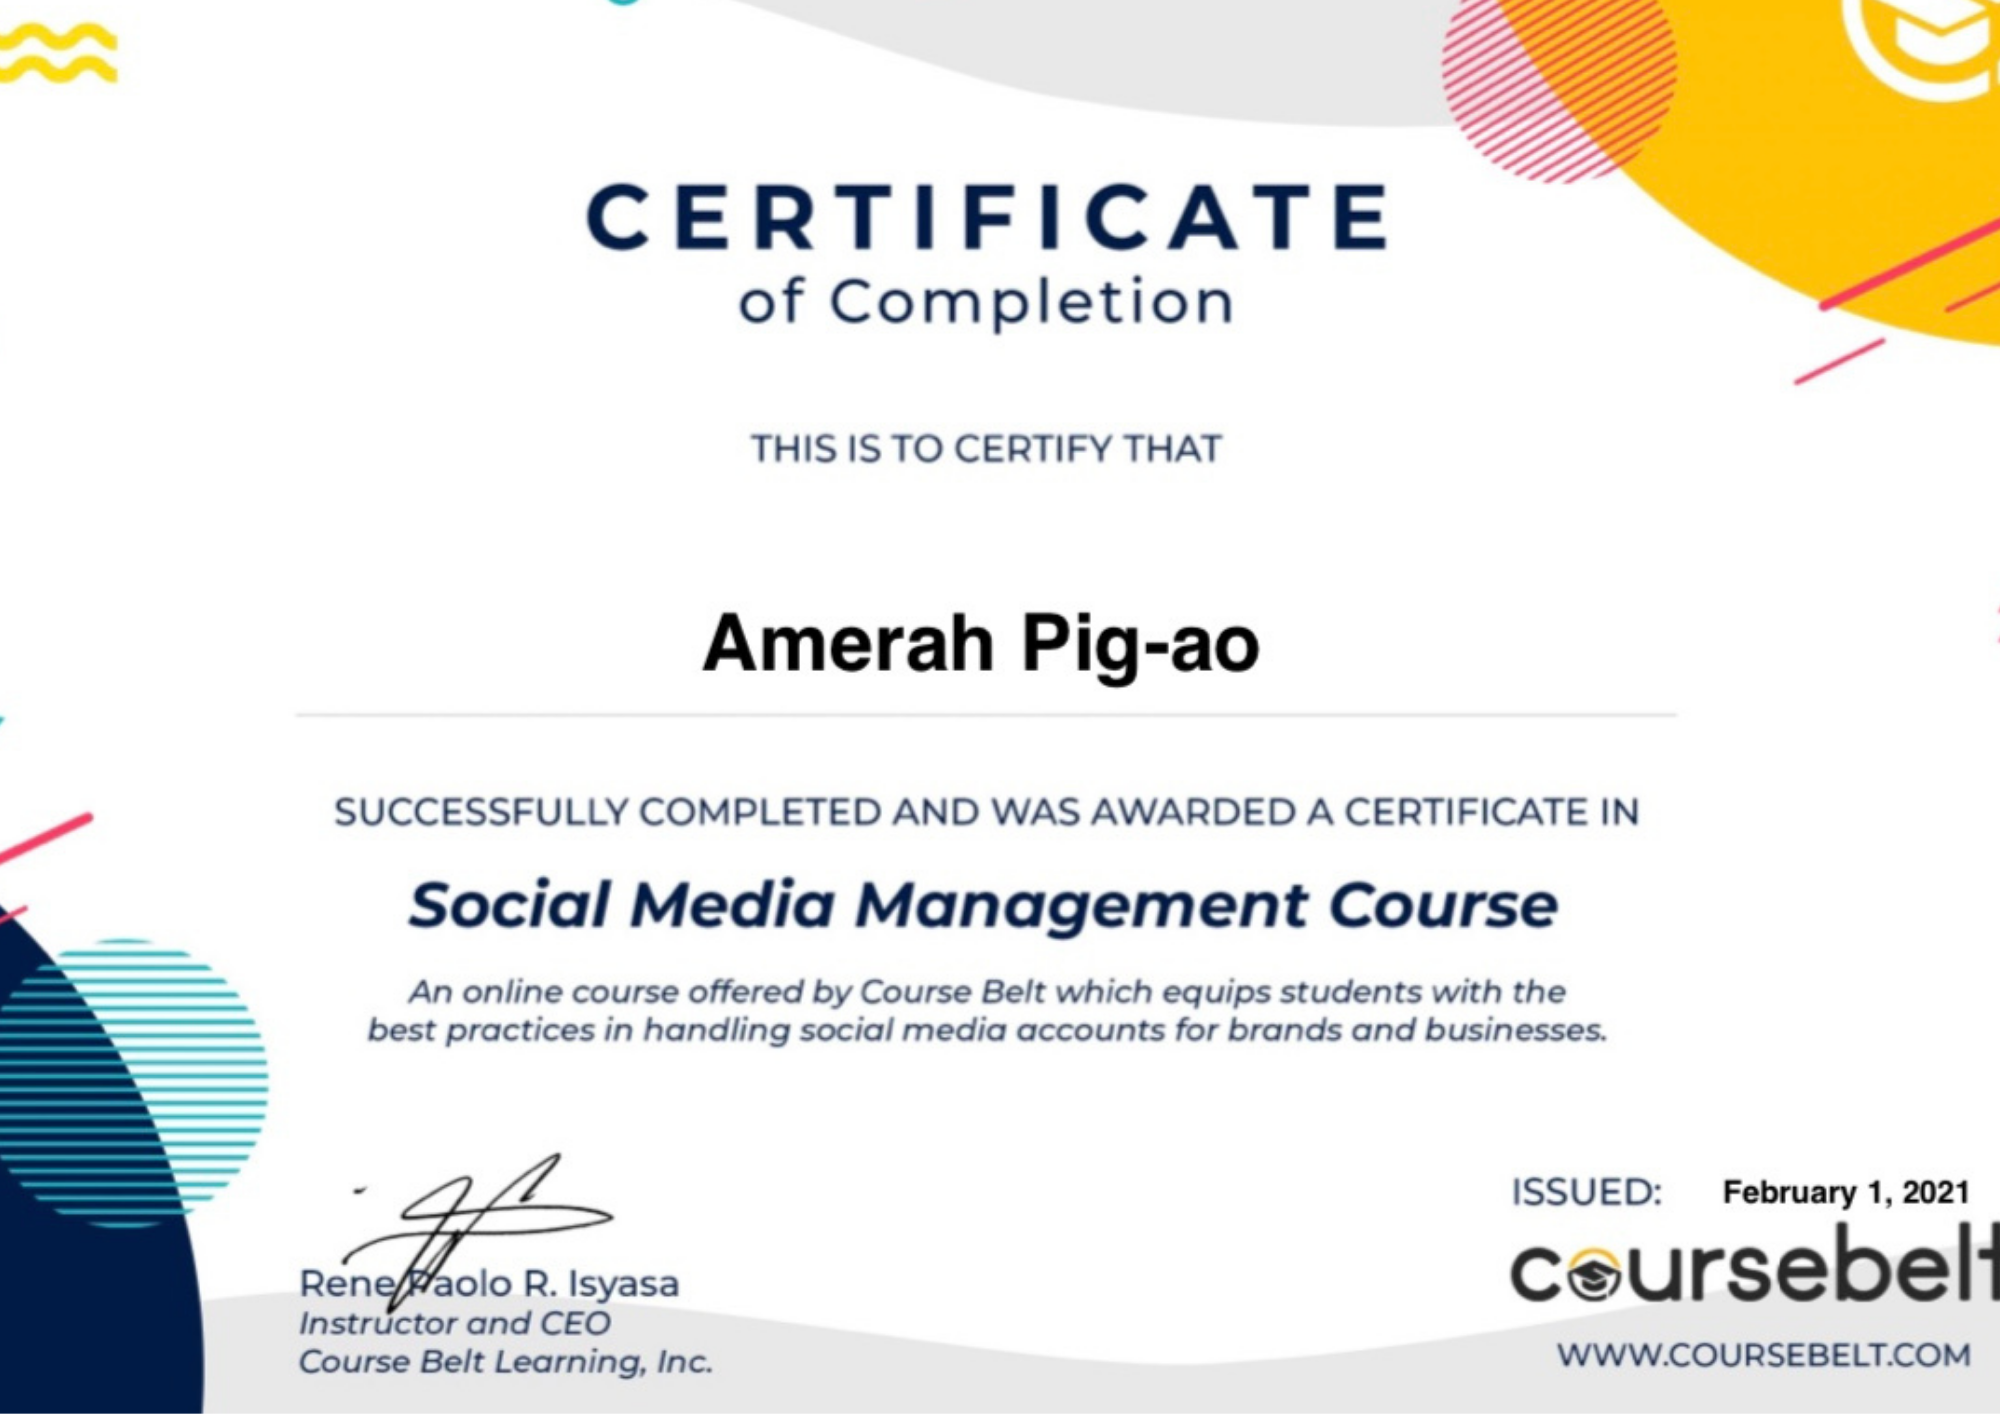 CERTIFICATE
of Completion
THIS IS TO CERTIFY THAT
Amerah Pig-ao
SUCCESSFULLY COMPLETED AND WAS AWARDED A CERTIFICATE IN
Social Media Management Course
An online course offered by Course Belt which equips students with the
best practices in handling social media accounts for brands and businesses.
Rene Paolo R. Isyasa
Instructor and CEO
Course Belt Learning, Inc.
ISSUED: February 1, 2021
coursebelt
WWW.COURSEBELT.COM